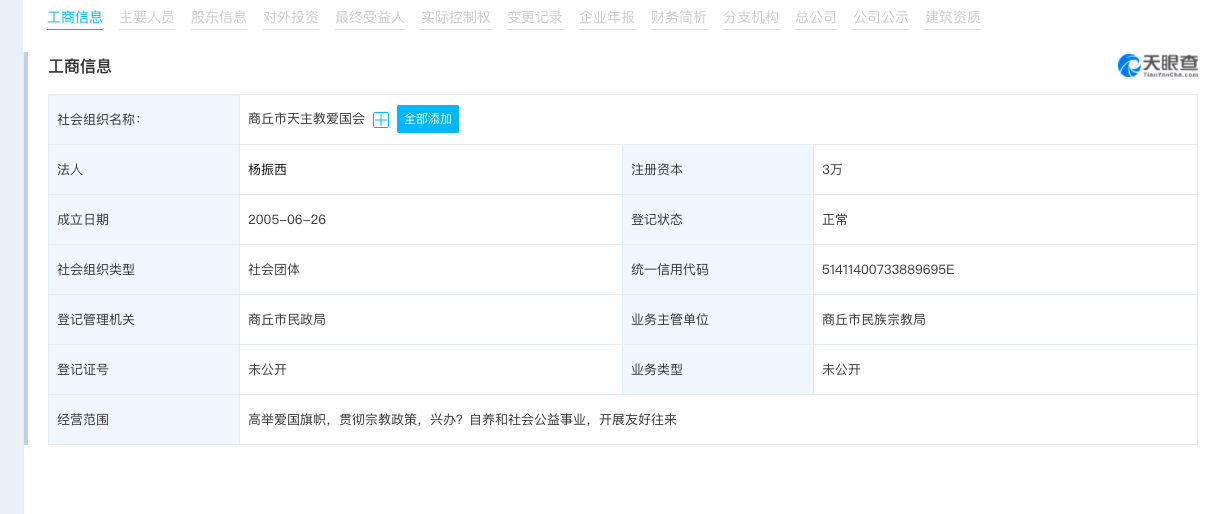 工商信息 主要人员 股东信息 对外投资 最终受益人 实际控制权 变更记录 企业年报 财务简析 分支机构 总公司 公司公示 建筑资质
工商信息
天眼查
TianYanCha.com
社会组织名称： 商丘市天主教爱国会 全部添加
法人 杨振西 注册资本 3万
成立日期 2005-06-26 登记状态 正常
社会组织类型 社会团体 统一信用代码 51411400733889695E
登记管理机关 商丘市民政局 业务主管单位 商丘市民族宗教局
登记证号 未公开 业务类型 未公开
经营范围 高举爱国旗帜，贯彻宗教政策，兴办？自养和社会公益事业，开展友好往来